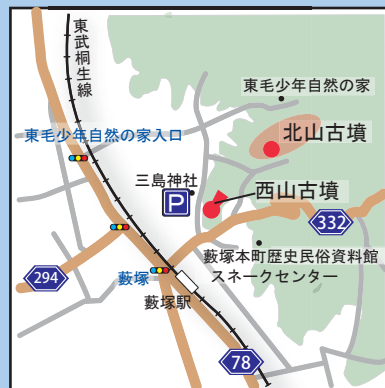 東武桐生線
東毛少年自然の家
北山古墳
東毛少年自然の家入口
三島神社
P
西山古墳
332
藪塚本町歴史民俗資料館
スネークセンター
294
藪塚
藪塚駅
78